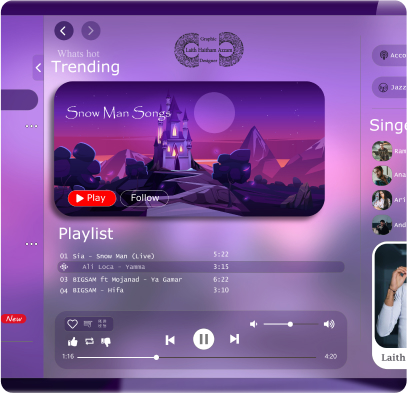 Whats hot
Trending
Graphic
Laith Haitham Azzam
Designer
Snow Man Songs
Play
Follow
Playlist
01 Sia - Snow Man (Live) 5:22
Ali Loca - Yamma 3:15
03 BIGSAM ft Mojanad - Ya Gamar 6:22
04 BIGSAM - Hifa 3:10
New
1:16
4:20
Acco
Jazz
Singe
Ram
Ana
Ari
And
Laith